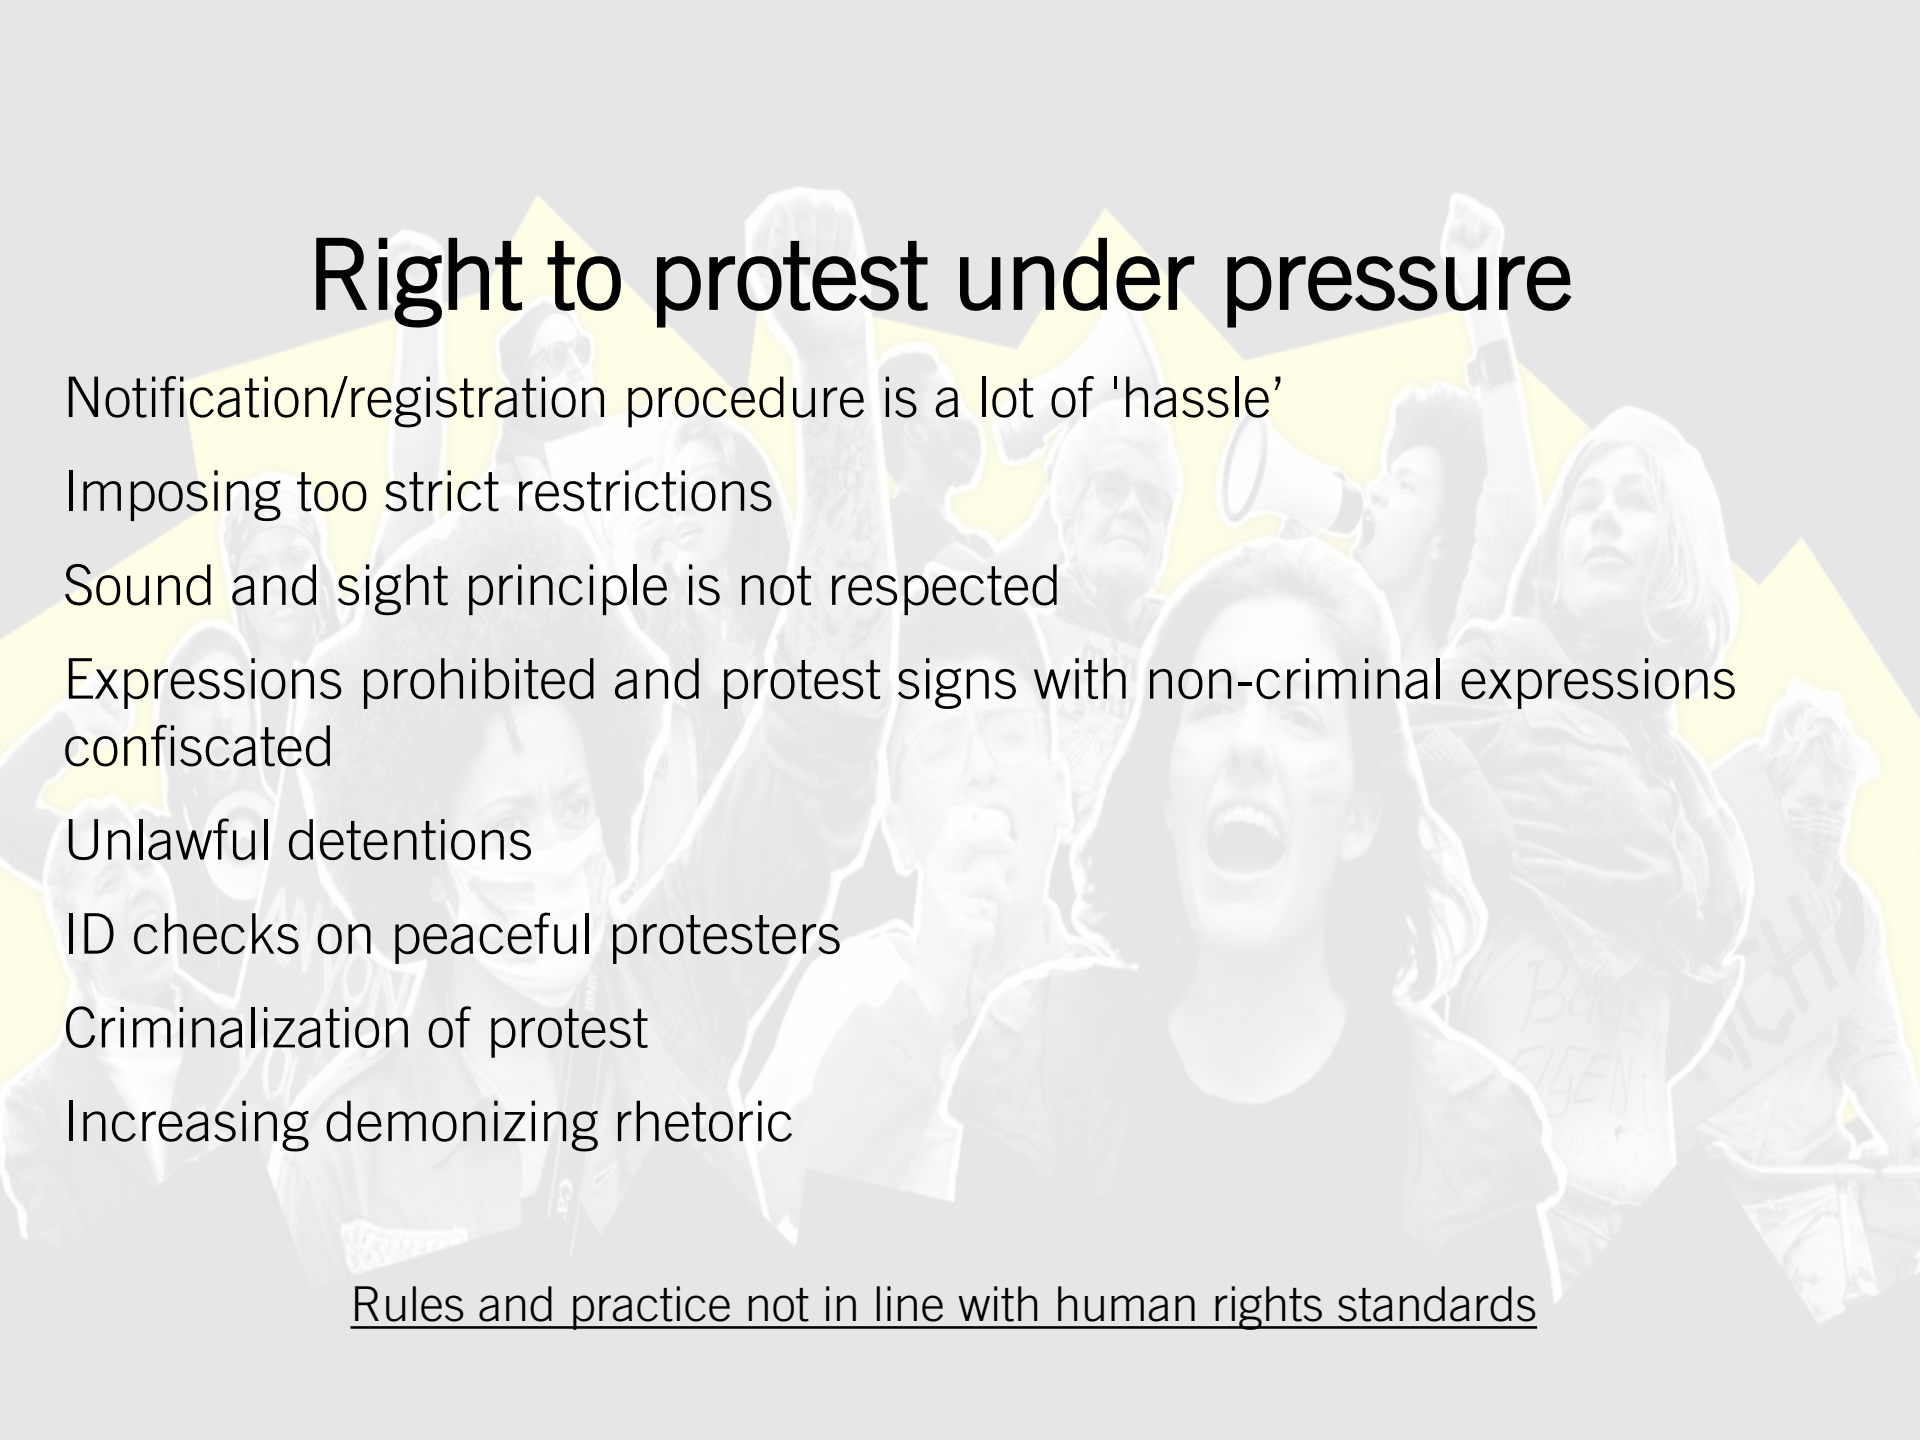 Right to protest under pressure
Notification/registration procedure is a lot of 'hassle’
Imposing too strict restrictions
Sound and sight principle is not respected
Expressions prohibited and protest signs with non-criminal expressions
confiscated
Unlawful detentions
ID checks on peaceful protesters
Criminalization of protest
Increasing demonizing rhetoric
Rules and practice not in line with human rights standards